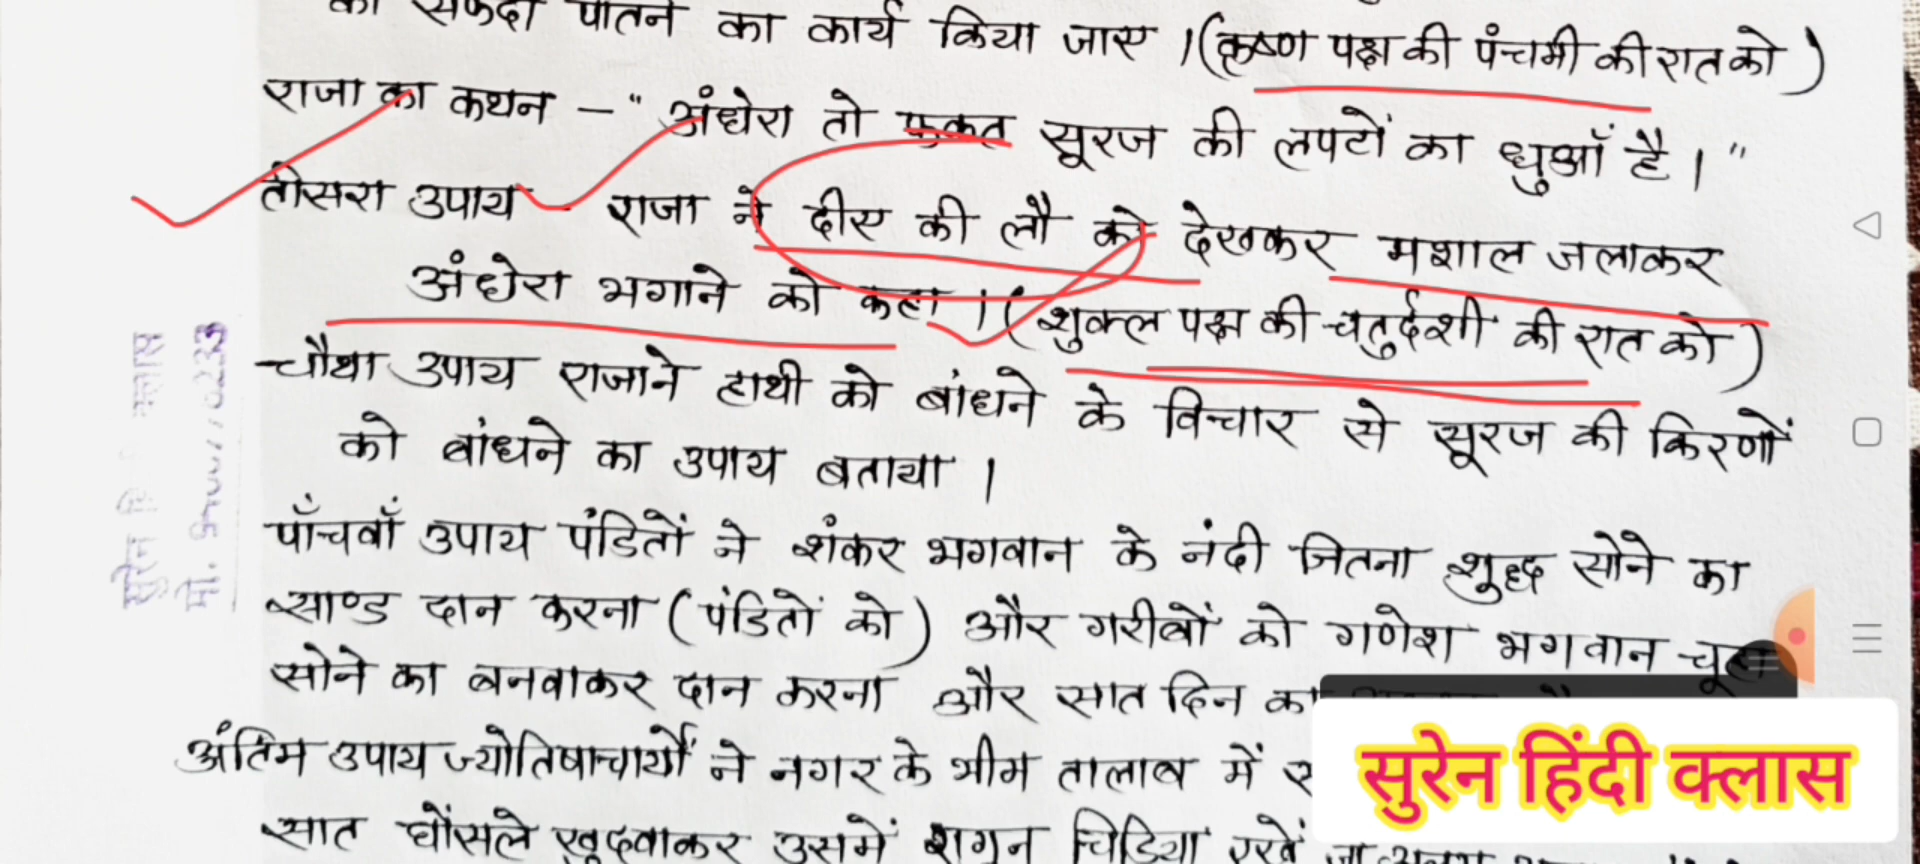 का सफेदी पोतने का कार्य किया जाए ।(कृष्ण पक्ष की पंचमी की रात को)
राजा का कथन – "अंधेरा तो फकत सूरज की लपटों का धुआँ है ।"
तीसरा उपाय – राजा ने दीए की लौ को देखकर मशाल जलाकर
अंधेरा भगाने को कहा ।(शुक्ल पक्ष की चतुर्दशी की रात को)
चौथा उपाय राजाने हाथी को बांधने के विचार से सूरज की किरणों
को बांधने का उपाय बताया ।
पाँचवाँ उपाय पंडितों ने शंकर भगवान के नंदी जितना शुद्ध सोने का
साण्ड दान करना (पंडितों को) और गरीबों को गणेश भगवान चूहा
सोने का बनवाकर दान करना और सात दिन का
अंतिम उपाय ज्योतिषाचार्यों ने नगर के भीम तालाब में
सात घोंसले खुदवाकर उसमें शगुन चिडिया रखें
सुरेन हि क्लास
मो.
सुरेन हिंदी क्लास